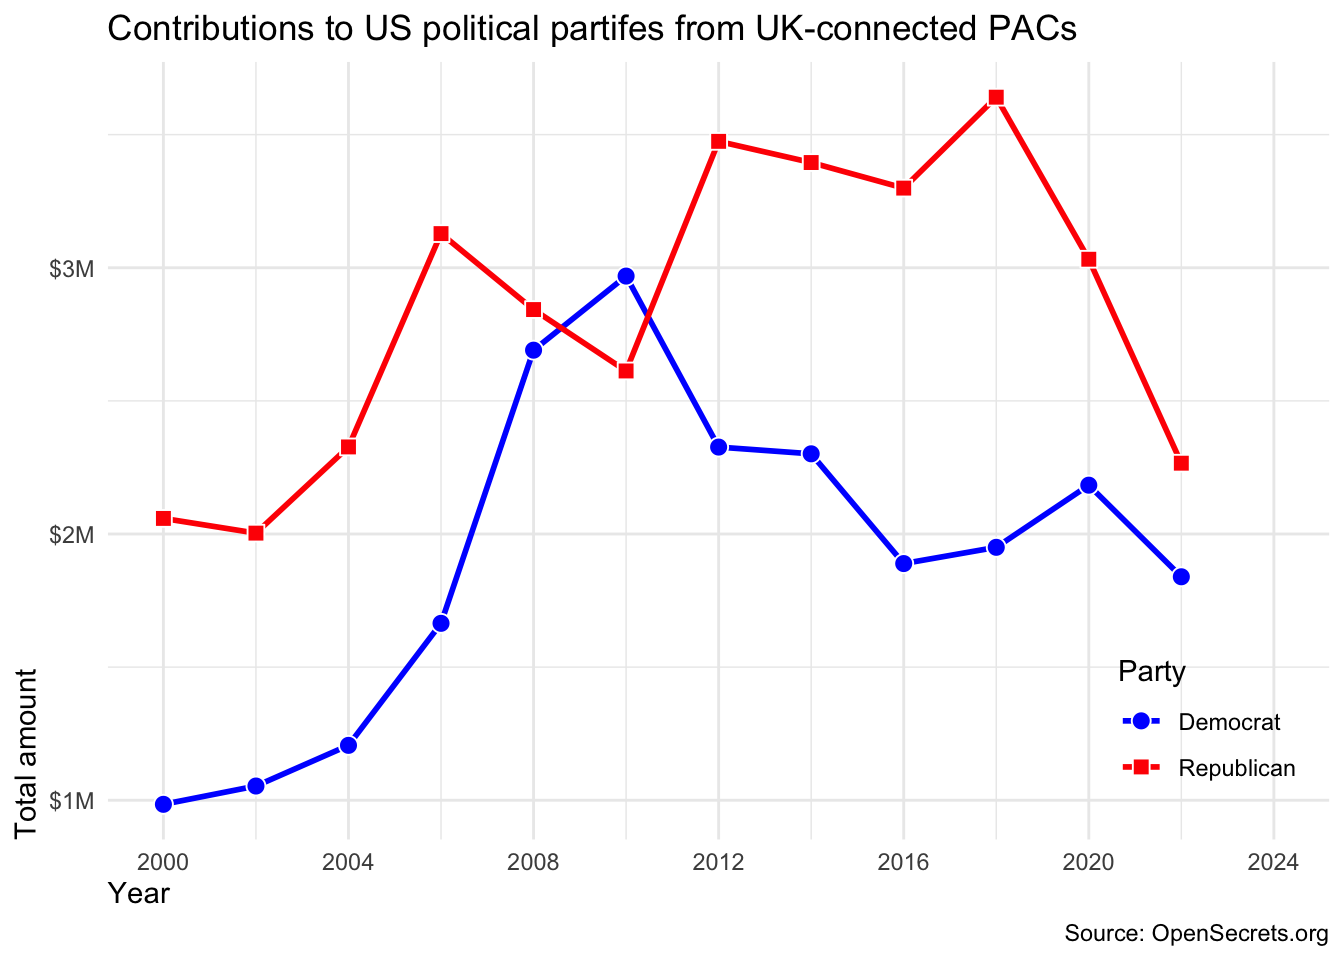 Contributions to US political partifes from UK-connected PACs
$3M
$2M
$1M
Total amount
Party
Democrat
Republican
2000 2004 2008 2012 2016 2020 2024
Year
Source: OpenSecrets.org